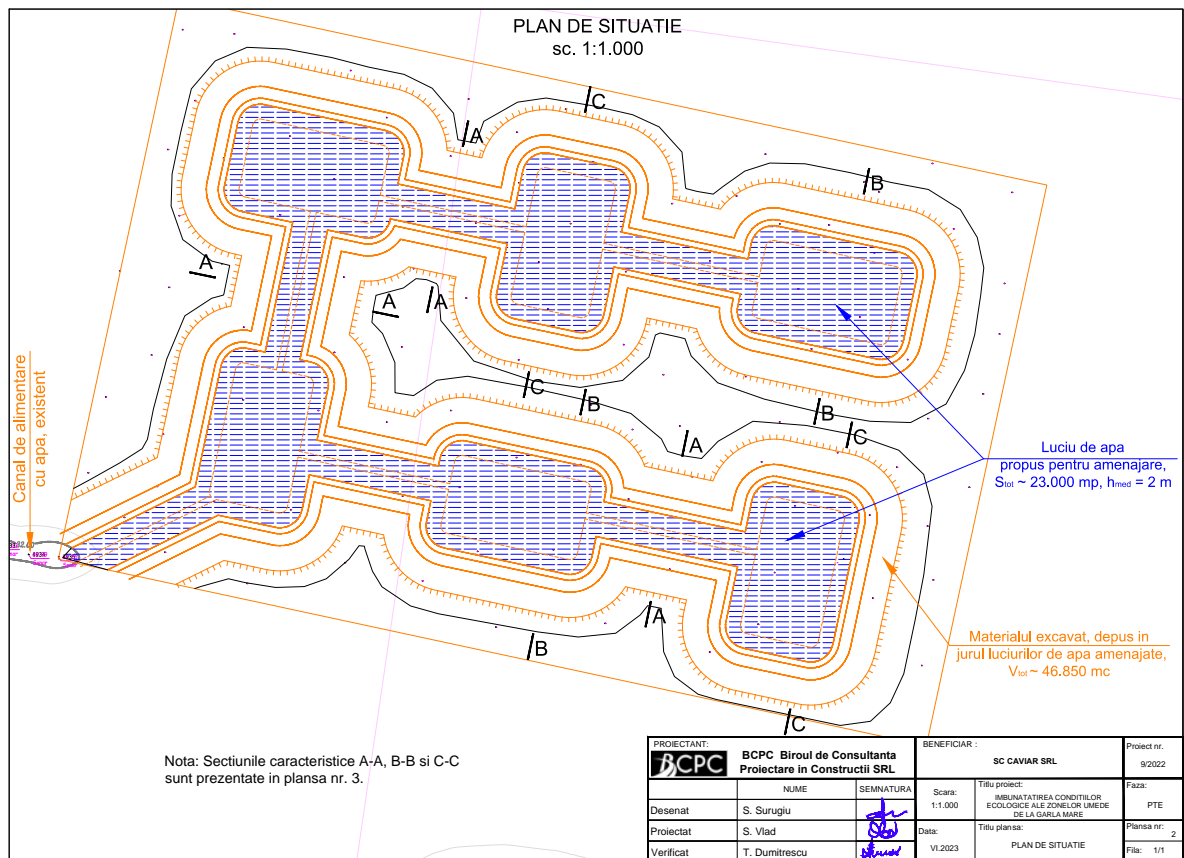 PLAN DE SITUATIE
sc. 1:1.000
C
A
B
A
A
A
C
B
B
C
A
A
B
C
Canal de alimentare
cu apa, existent
Luciu de apa
propus pentru amenajare,
Stot ~ 23.000 mp, hmed = 2 m
Materialul excavat, depus in
jurul luciurilor de apa amenajate,
Vtot ~ 46.850 mc
Nota: Sectiunile caracteristice A-A, B-B si C-C
sunt prezentate in plansa nr. 3.
PROIECTANT:
BCPC
BCPC Biroul de Consultanta
Proiectare in Constructii SRL
BENEFICIAR :
SC CAVIAR SRL
Proiect nr.
9/2022
NUME
SEMNATURA
Desenat
S. Surugiu
Proiectat
S. Vlad
Verificat
T. Dumitrescu
Scara:
1:1.000
Titlu proiect:
IMBUNATATIREA CONDITIILOR
ECOLOGICE ALE ZONELOR UMEDE
DE LA GARLA MARE
Faza:
PTE
Data:
VI.2023
Titlu plansa:
PLAN DE SITUATIE
Plansa nr:
2
Fila: 1/1